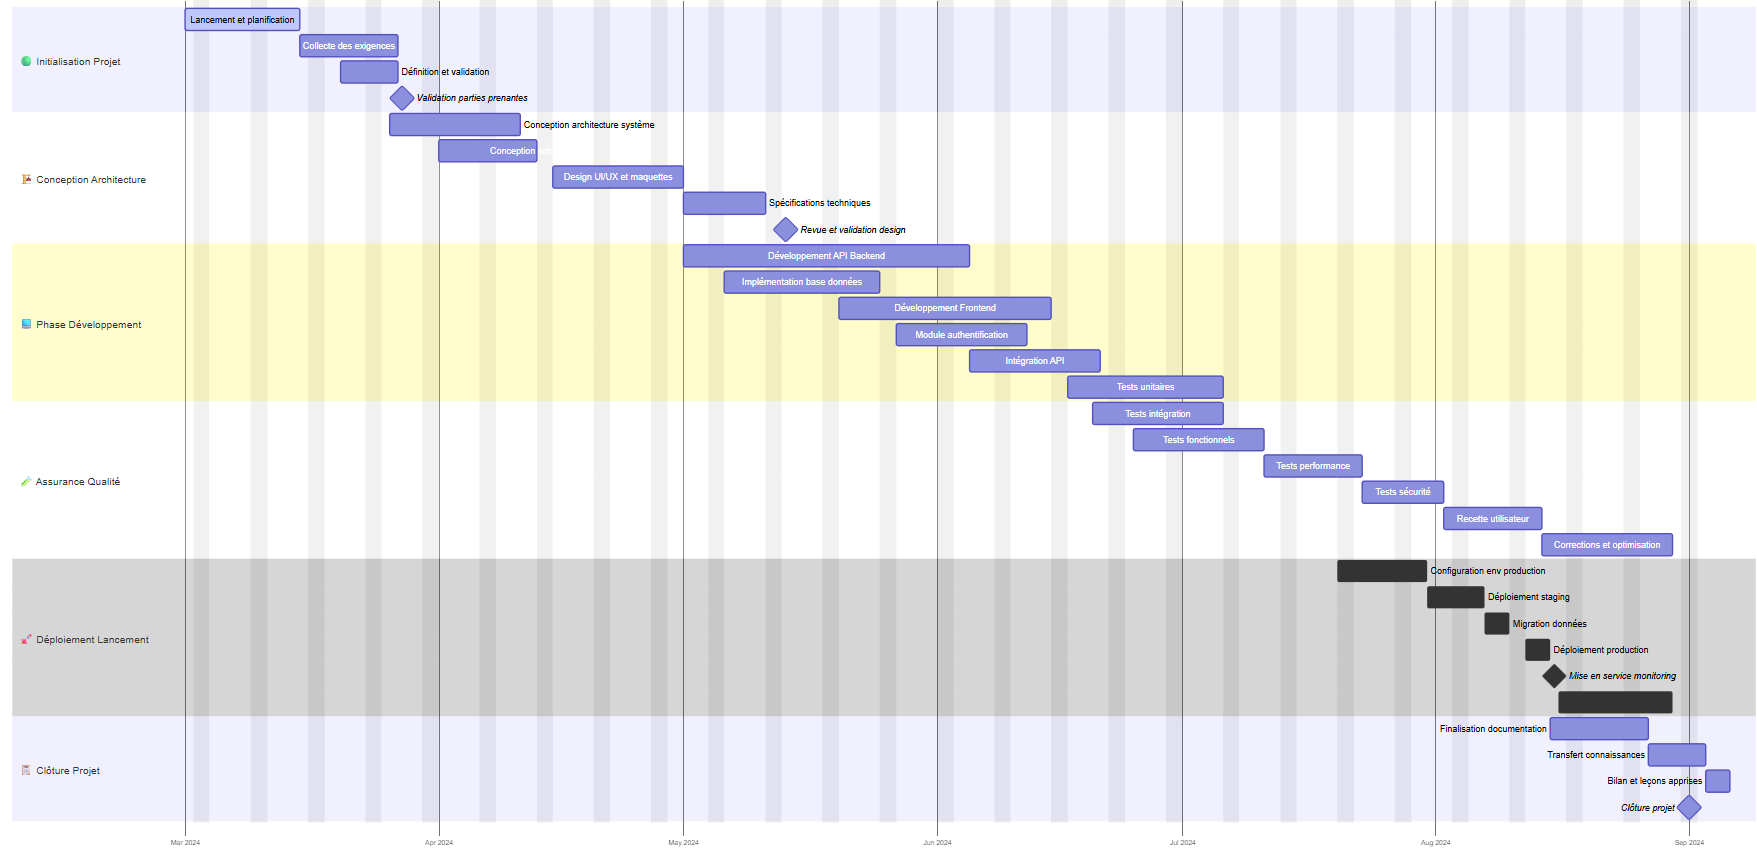 Lancement et planification
Collecte des exigences
Initialisation Projet
Définition et validation
Validation parties prenantes
Conception architecture système
Conception
Conception Architecture
Design UI/UX et maquettes
Spécifications techniques
Revue et validation design
Développement API Backend
Implémentation base données
Développement Frontend
Phase Développement
Module authentification
Intégration API
Tests unitaires
Tests intégration
Tests fonctionnels
Tests performance
Assurance Qualité
Tests sécurité
Recette utilisateur
Corrections et optimisation
Configuration env production
Déploiement staging
Migration données
Déploiement Lancement
Déploiement production
Mise en service monitoring
Finalisation documentation
Transfert connaissances
Clôture Projet
Bilan et leçons apprises
Clôture projet
Mar 2024
Apr 2024
May 2024
Jun 2024
Jul 2024
Aug 2024
Sep 2024